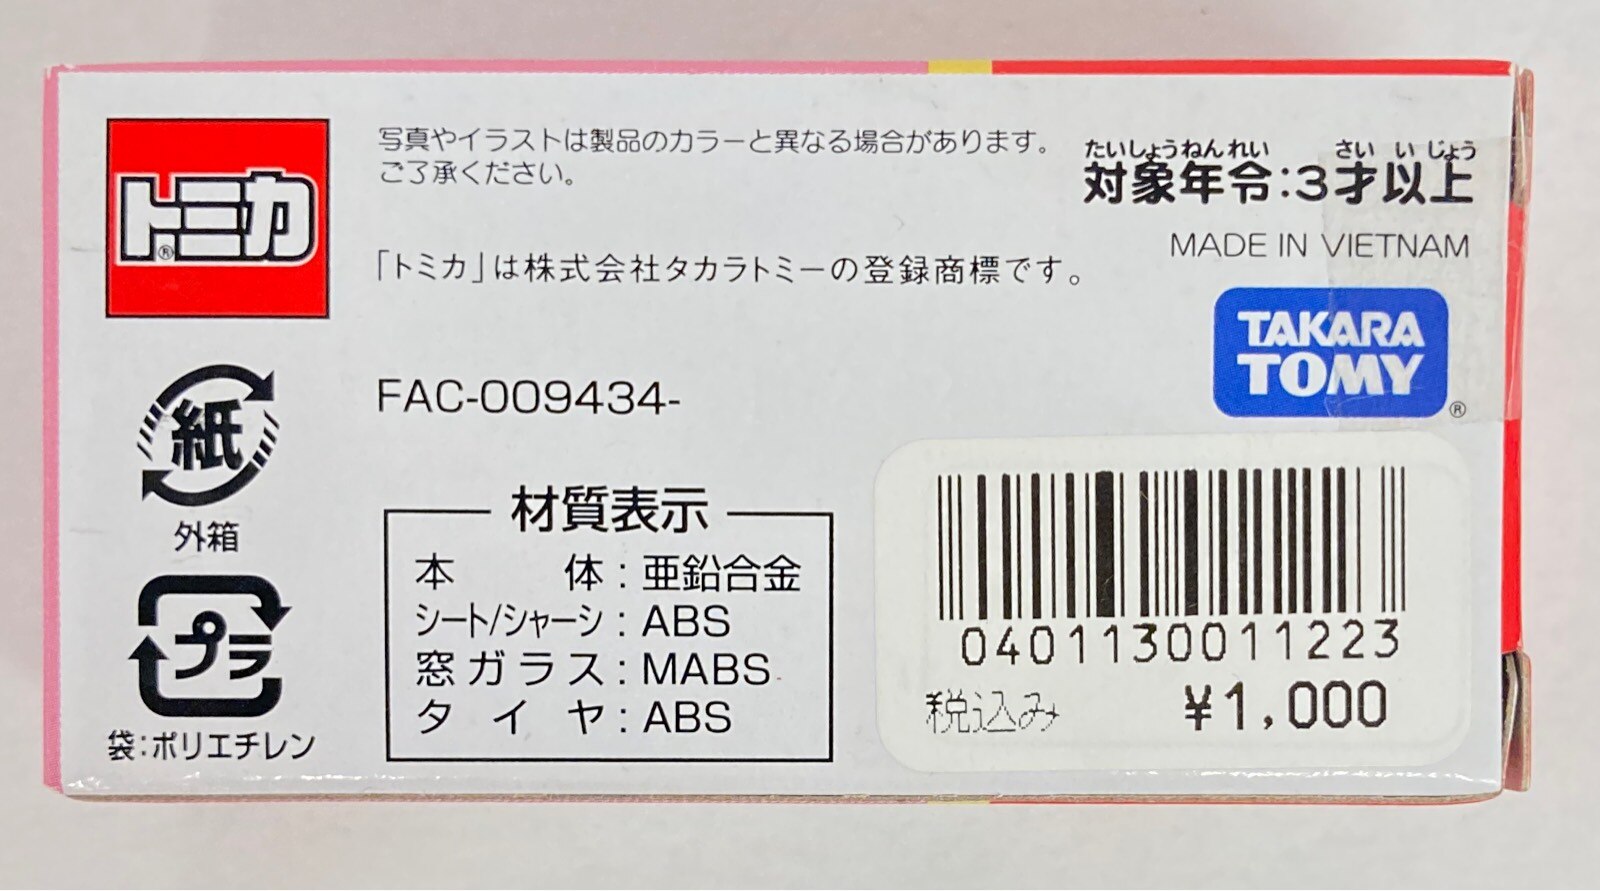 トミカ®
写真やイラストは製品のカラーと異なる場合があります。
ご了承ください。
たいしょうねんれい さいいじょう
対象年令:3才以上
MADE IN VIETNAM
「トミカ」は株式会社タカラトミーの登録商標です。
TAKARA
TOMY®
紙
外箱
FAC-009434-
プラ
袋:ポリエチレン
材質表示
本体:亜鉛合金
シート/シャーシ:ABS
窓ガラス:MABS
タイヤ:ABS
0401130011223
税込み ¥1,000